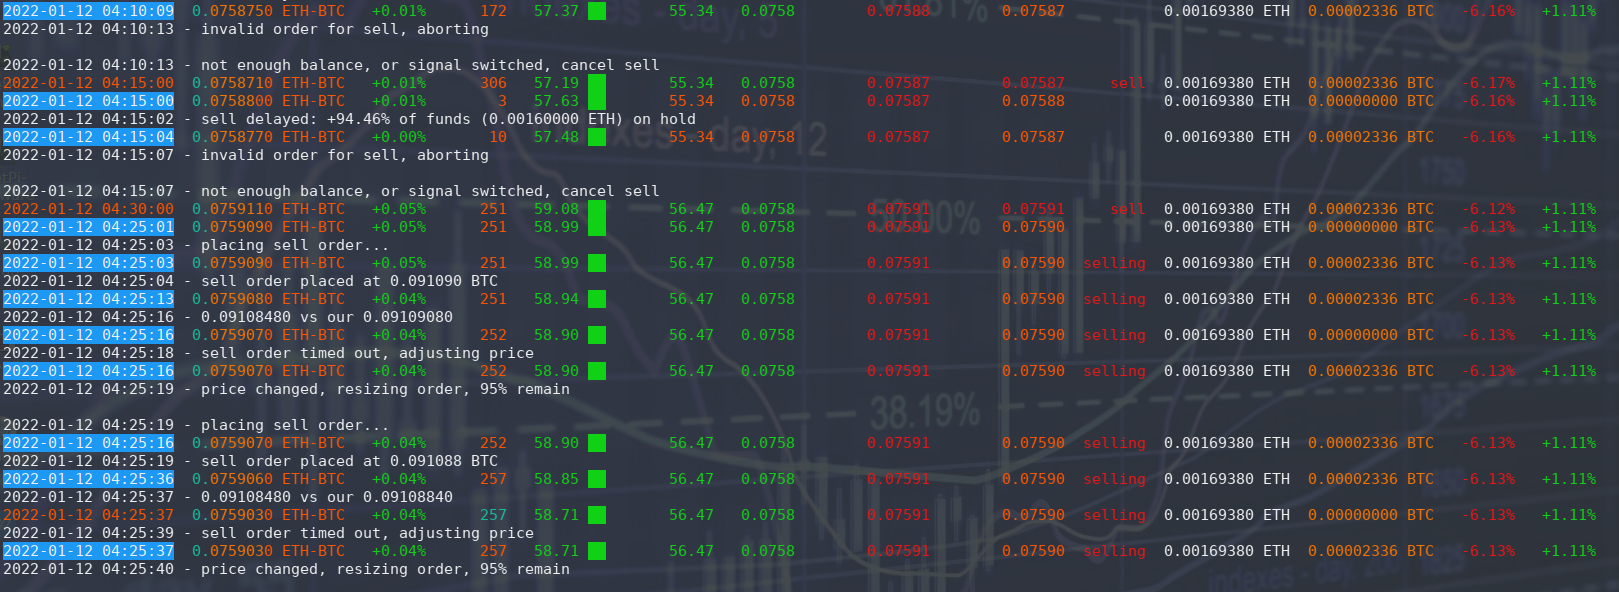 2022-01-12 04:10:09 0.0758750 ETH-BTC +0.01% 172 57.37 55.34 0.0758 0.07588 0.07587 0.00169380 ETH 0.00002336 BTC -6.16% +1.11%
2022-01-12 04:10:13 - invalid order for sell, aborting
2022-01-12 04:10:13 - not enough balance, or signal switched, cancel sell
2022-01-12 04:15:00 0.0758710 ETH-BTC +0.01% 306 57.19 55.34 0.0758 0.07587 0.07587 sell 0.00169380 ETH 0.00002336 BTC -6.17% +1.11%
2022-01-12 04:15:00 0.0758800 ETH-BTC +0.01% 3 57.63 55.34 0.0758 0.07587 0.07588 0.00169380 ETH 0.00000000 BTC -6.16% +1.11%
2022-01-12 04:15:02 - sell delayed: +94.46% of funds (0.00160000 ETH) on hold
2022-01-12 04:15:04 0.0758770 ETH-BTC +0.00% 10 57.48 55.34 0.0758 0.07587 0.07587 0.00169380 ETH 0.00002336 BTC -6.16% +1.11%
2022-01-12 04:15:07 - invalid order for sell, aborting
2022-01-12 04:15:07 - not enough balance, or signal switched, cancel sell
2022-01-12 04:30:00 0.0759110 ETH-BTC +0.05% 251 59.08 56.47 0.0758 0.07591 0.07591 sell 0.00169380 ETH 0.00002336 BTC -6.12% +1.11%
2022-01-12 04:25:01 0.0759090 ETH-BTC +0.05% 251 58.99 56.47 0.0758 0.07591 0.07590 0.00169380 ETH 0.00000000 BTC -6.13% +1.11%
2022-01-12 04:25:03 - placing sell order...
2022-01-12 04:25:03 0.0759090 ETH-BTC +0.05% 251 58.99 56.47 0.0758 0.07591 0.07590 selling 0.00169380 ETH 0.00002336 BTC -6.13% +1.11%
2022-01-12 04:25:04 - sell order placed at 0.091090 BTC
2022-01-12 04:25:13 0.0759080 ETH-BTC +0.04% 251 58.94 56.47 0.0758 0.07591 0.07590 selling 0.00169380 ETH 0.00002336 BTC -6.13% +1.11%
2022-01-12 04:25:16 - 0.09108480 vs our 0.09109080
2022-01-12 04:25:16 0.0759070 ETH-BTC +0.04% 252 58.90 56.47 0.0758 0.07591 0.07590 selling 0.00169380 ETH 0.00000000 BTC -6.13% +1.11%
2022-01-12 04:25:18 - sell order timed out, adjusting price
2022-01-12 04:25:16 0.0759070 ETH-BTC +0.04% 252 58.90 56.47 0.0758 0.07591 0.07590 selling 0.00169380 ETH 0.00002336 BTC -6.13% +1.11%
2022-01-12 04:25:19 - price changed, resizing order, 95% remain
38.19%
2022-01-12 04:25:19 - placing sell order...
2022-01-12 04:25:16 0.0759070 ETH-BTC +0.04% 252 58.90 56.47 0.0758 0.07591 0.07590 selling 0.00169380 ETH 0.00002336 BTC -6.13% +1.11%
2022-01-12 04:25:19 - sell order placed at 0.091088 BTC
2022-01-12 04:25:36 0.0759060 ETH-BTC +0.04% 257 58.85 56.47 0.0758 0.07591 0.07590 selling 0.00169380 ETH 0.00002336 BTC -6.13% +1.11%
2022-01-12 04:25:37 - 0.09108480 vs our 0.09108840
2022-01-12 04:25:37 0.0759030 ETH-BTC +0.04% 257 58.71 56.47 0.0758 0.07591 0.07590 selling 0.00169380 ETH 0.00000000 BTC -6.13% +1.11%
2022-01-12 04:25:39 - sell order timed out, adjusting price
2022-01-12 04:25:37 0.0759030 ETH-BTC +0.04% 257 58.71 56.47 0.0758 0.07591 0.07590 selling 0.00169380 ETH 0.00002336 BTC -6.13% +1.11%
2022-01-12 04:25:40 - price changed, resizing order, 95% remain